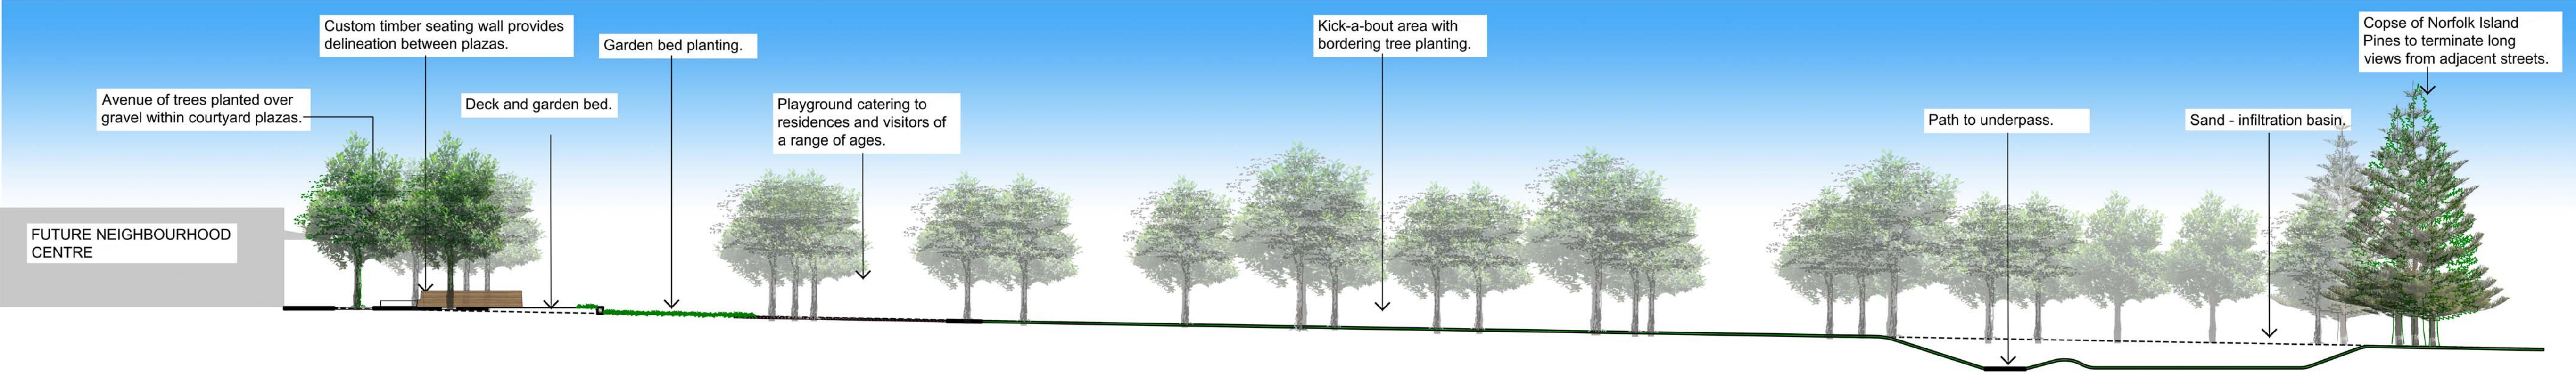 Custom timber seating wall provides
delineation between plazas.
Garden bed planting.
Kick-a-bout area with
bordering tree planting.
Copse of Norfolk Island
Pines to terminate long
views from adjacent streets.
Avenue of trees planted over
gravel within courtyard plazas.
Deck and garden bed.
Playground catering to
residences and visitors of
a range of ages.
Path to underpass.
Sand - infiltration basin.
FUTURE NEIGHBOURHOOD
CENTRE